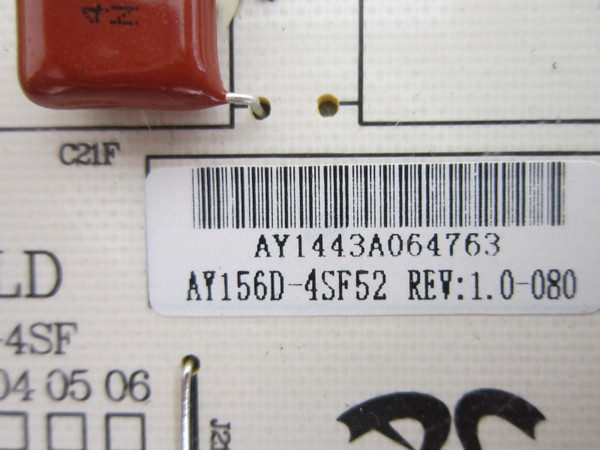 C21F
AY1443A064763
AY156D-4SF52 REV:1.0-080
LD
-4SF
04 05 06